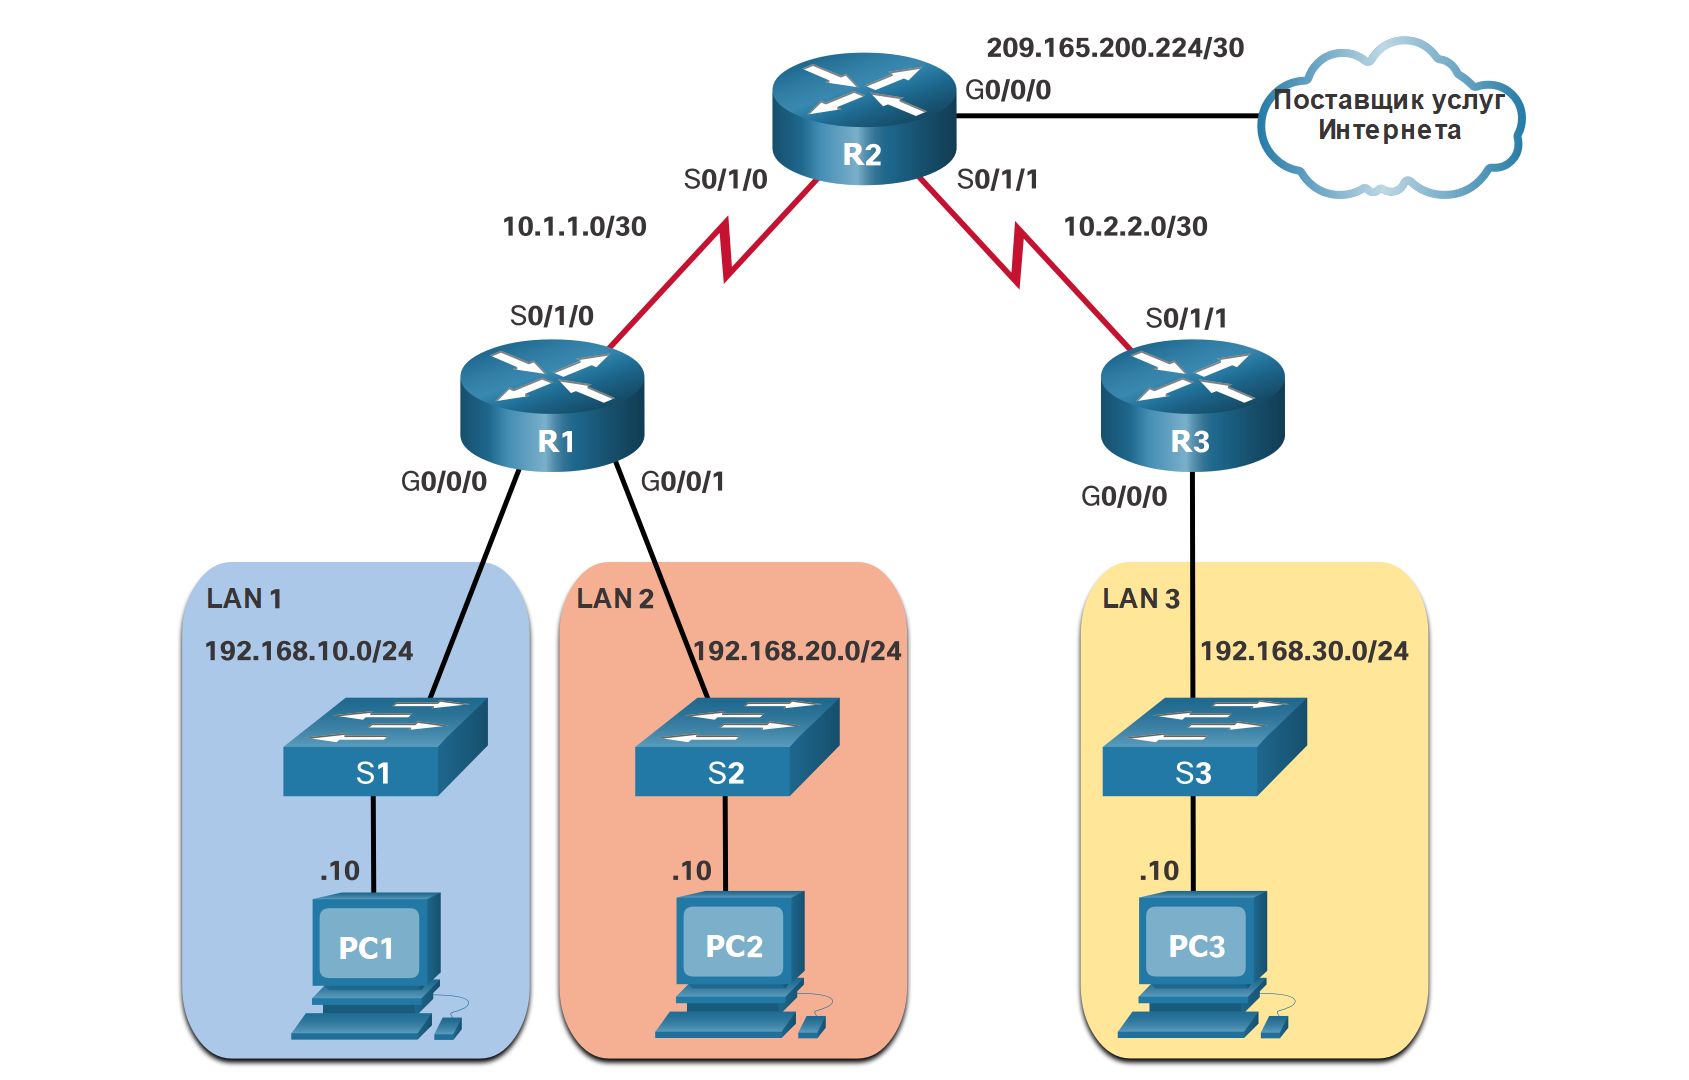 209.165.200.224/30
G0/0/0
Поставщик услуг
Интернета
R2
S0/1/0
S0/1/1
10.1.1.0/30
10.2.2.0/30
S0/1/0
S0/1/1
R1
R3
G0/0/0
G0/0/1
G0/0/0
LAN 1
LAN 2
LAN 3
192.168.10.0/24
192.168.20.0/24
192.168.30.0/24
S1
S2
S3
.10
.10
.10
PC1
PC2
PC3